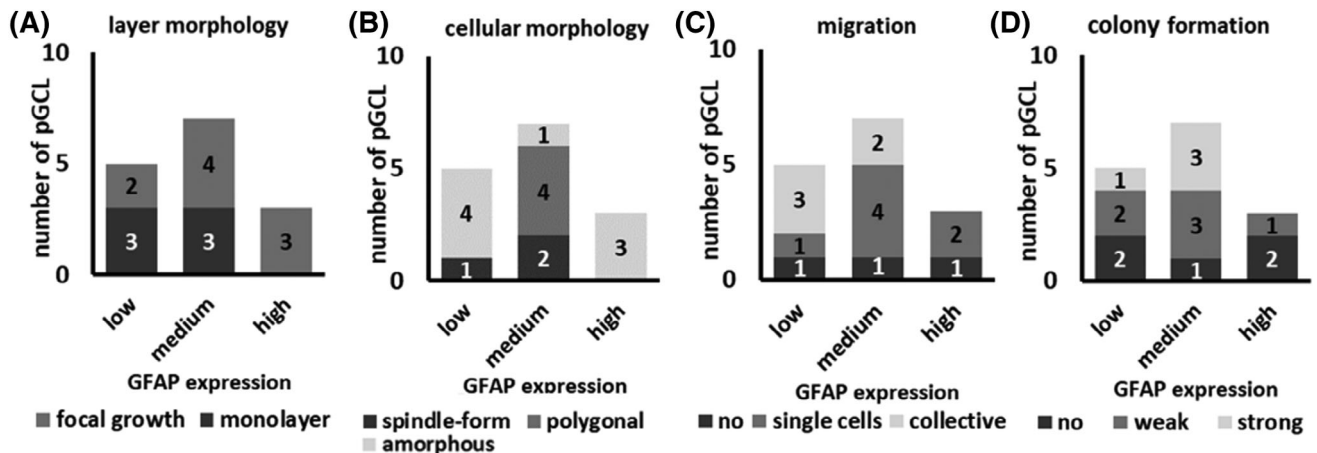 (A) layer morphology
10
5
0
number of pGCL
2
3
4
3
3
low
medium
high
GFAP expression
focal growth monolayer
(B) cellular morphology
10
5
0
number of pGCL
4
1
1
4
2
3
low
medium
high
GFAP expression
spindle-form polygonal
amorphous
(C) migration
10
5
0
number of pGCL
3
1
1
2
4
1
2
1
low
medium
high
GFAP expression
no single cells collective
(D) colony formation
10
5
0
number of pGCL
1
2
2
3
3
1
1
2
low
medium
high
GFAP expression
no weak strong